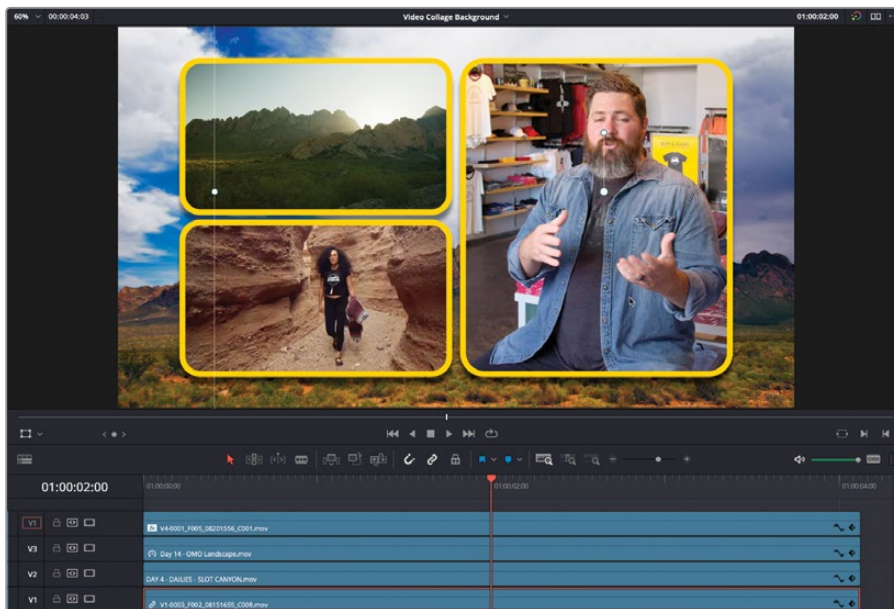 60% 00:00:04:03 Video Collage Background 01:00:02:00
01:00:02:00 01:00:00:00 01:00:02:00 01:00:04:00
V1 V4-0001_F005_08201556_C001.mov
V3 Day 14 - OMO Landscape.mov
V2 DAY 4 - DAILIES - SLOT CANYON.mov
V1 V1-0003_F002_08151655_C008.mov